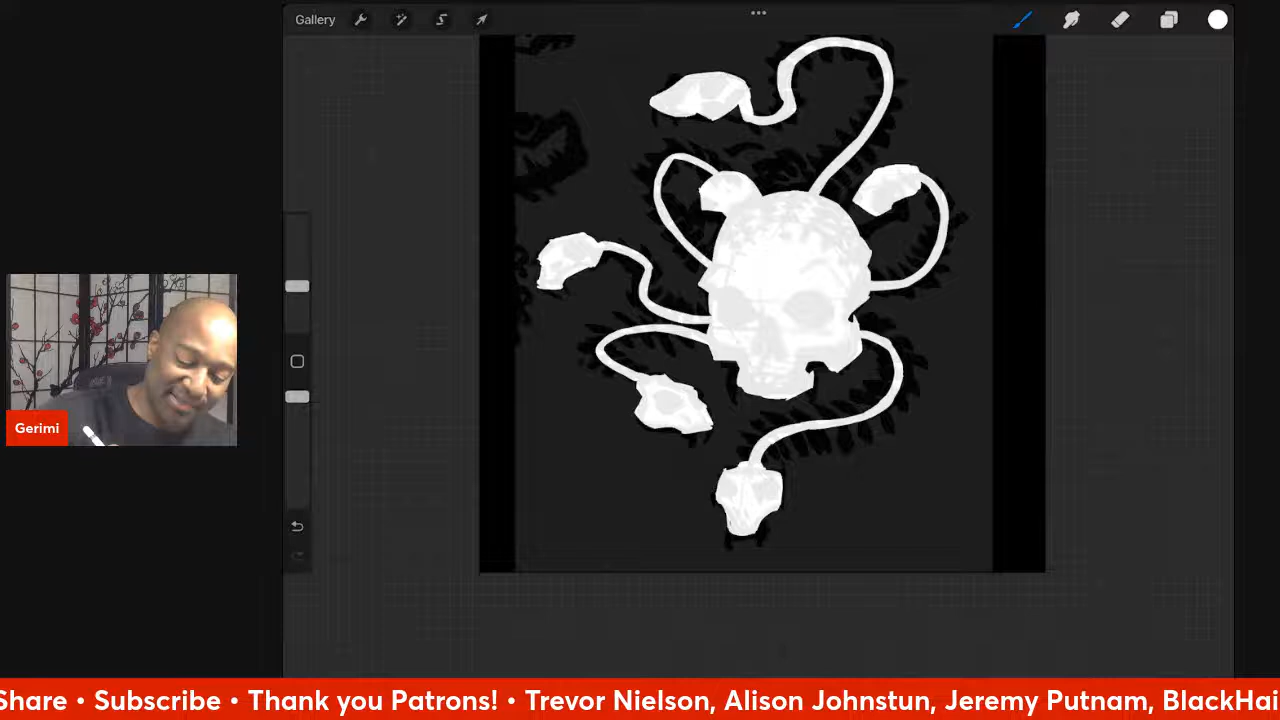 Gallery
Gerimi
Share • Subscribe • Thank you Patrons! • Trevor Nielson, Alison Johnstun, Jeremy Putnam, BlackHai